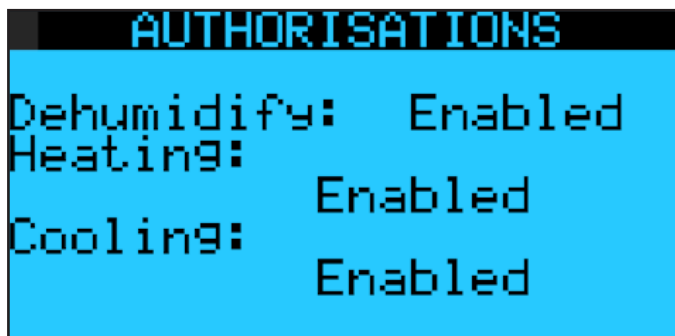 AUTHORISATIONS
Dehumidify: Enabled
Heating:
Enabled
Cooling:
Enabled